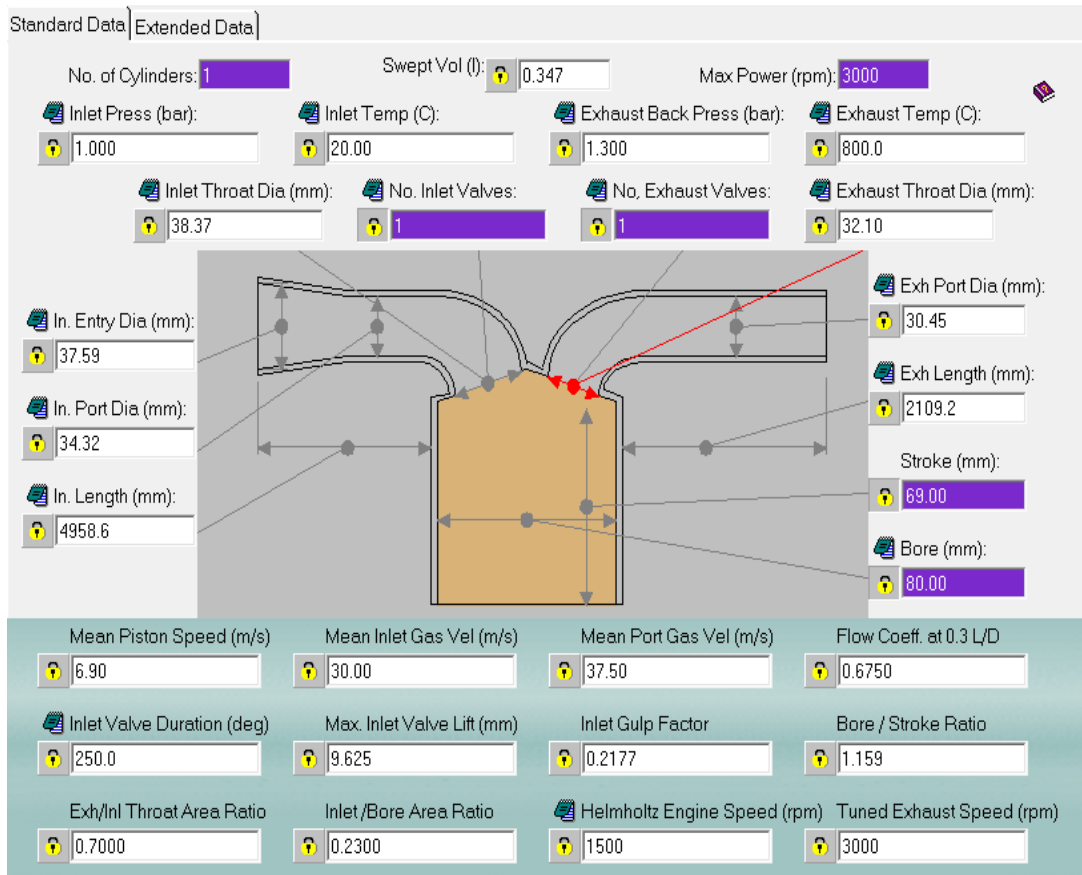 Standard Data Extended Data
No. of Cylinders: 1 Swept Vol (l): 0.347 Max Power (rpm): 3000
Inlet Press (bar): Inlet Temp (C): Exhaust Back Press (bar): Exhaust Temp (C):
1.000 20.00 1.300 800.0
Inlet Throat Dia (mm): No. Inlet Valves: No, Exhaust Valves: Exhaust Throat Dia (mm):
38.37 1 1 32.10
In. Entry Dia (mm):
37.59
In. Port Dia (mm):
34.32
In. Length (mm):
4958.6
Exh Port Dia (mm):
30.45
Exh Length (mm):
2109.2
Stroke (mm):
69.00
Bore (mm):
80.00
Mean Piston Speed (m/s) Mean Inlet Gas Vel (m/s) Mean Port Gas Vel (m/s) Flow Coeff. at 0.3 L/D
6.90 30.00 37.50 0.6750
Inlet Valve Duration (deg) Max. Inlet Valve Lift (mm) Inlet Gulp Factor Bore / Stroke Ratio
250.0 9.625 0.2177 1.159
Exh/Inl Throat Area Ratio Inlet /Bore Area Ratio Helmholtz Engine Speed (rpm) Tuned Exhaust Speed (rpm)
0.7000 0.2300 1500 3000